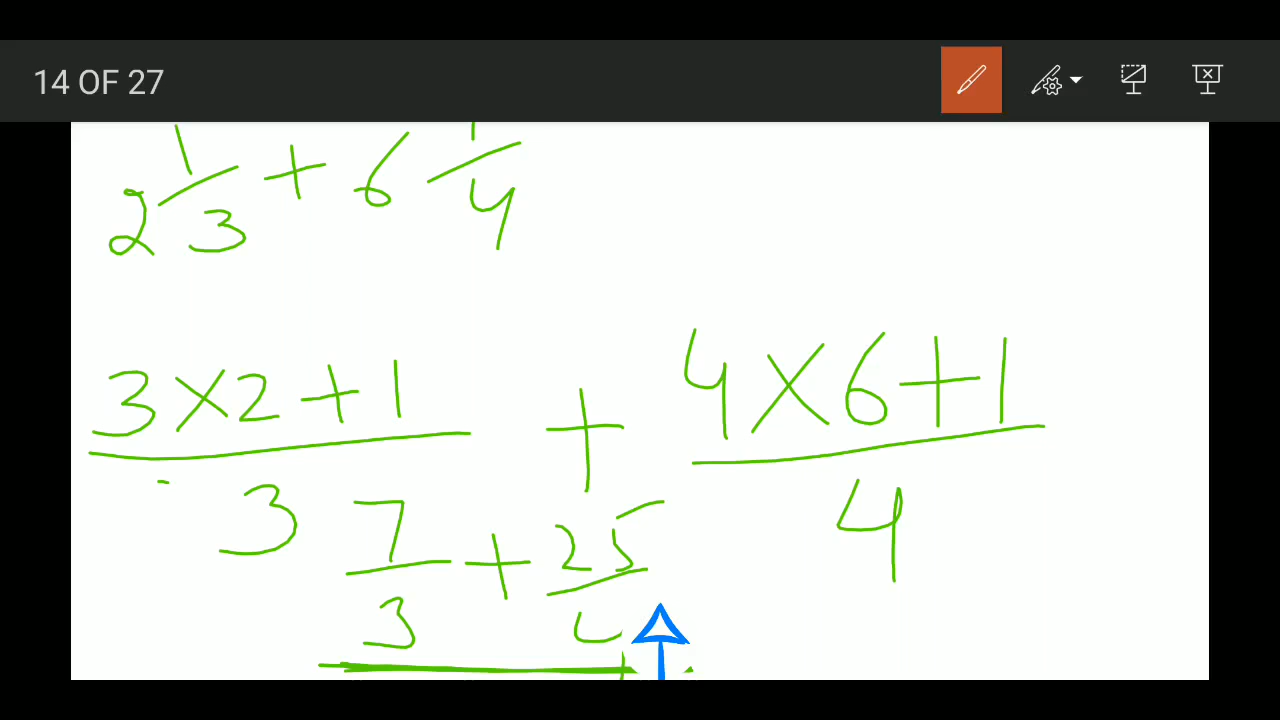 14 OF 27
2 1/3 + 6 1/4
3 × 2 + 1 / 3 + 4 × 6 + 1 / 4
7/3 + 25/4